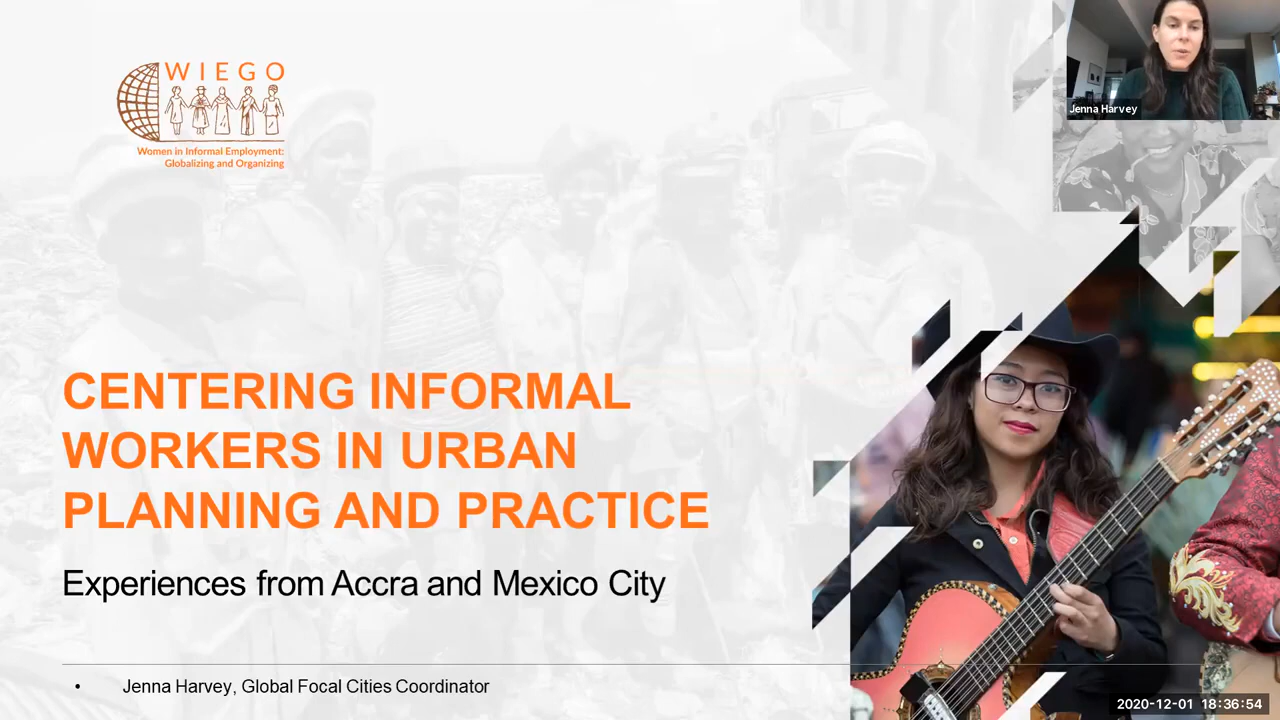 WIEGO
Women in Informal Employment:
Globalizing and Organizing
Jenna Harvey
CENTERING INFORMAL
WORKERS IN URBAN
PLANNING AND PRACTICE
Experiences from Accra and Mexico City
• Jenna Harvey, Global Focal Cities Coordinator
2020-12-01 18:36:54